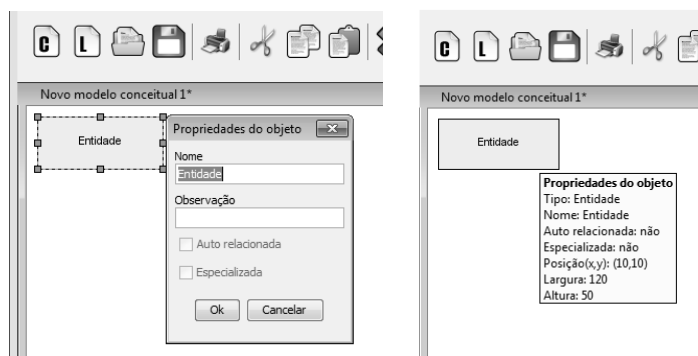 C L
Novo modelo conceitual 1*
Entidade
Propriedades do objeto
Nome
Entidade
Observação
Auto relacionada
Especializada
Ok Cancelar
C L
Novo modelo conceitual 1*
Entidade
Propriedades do objeto
Tipo: Entidade
Nome: Entidade
Auto relacionada: não
Especializada: não
Posição(x,y): (10,10)
Largura: 120
Altura: 50